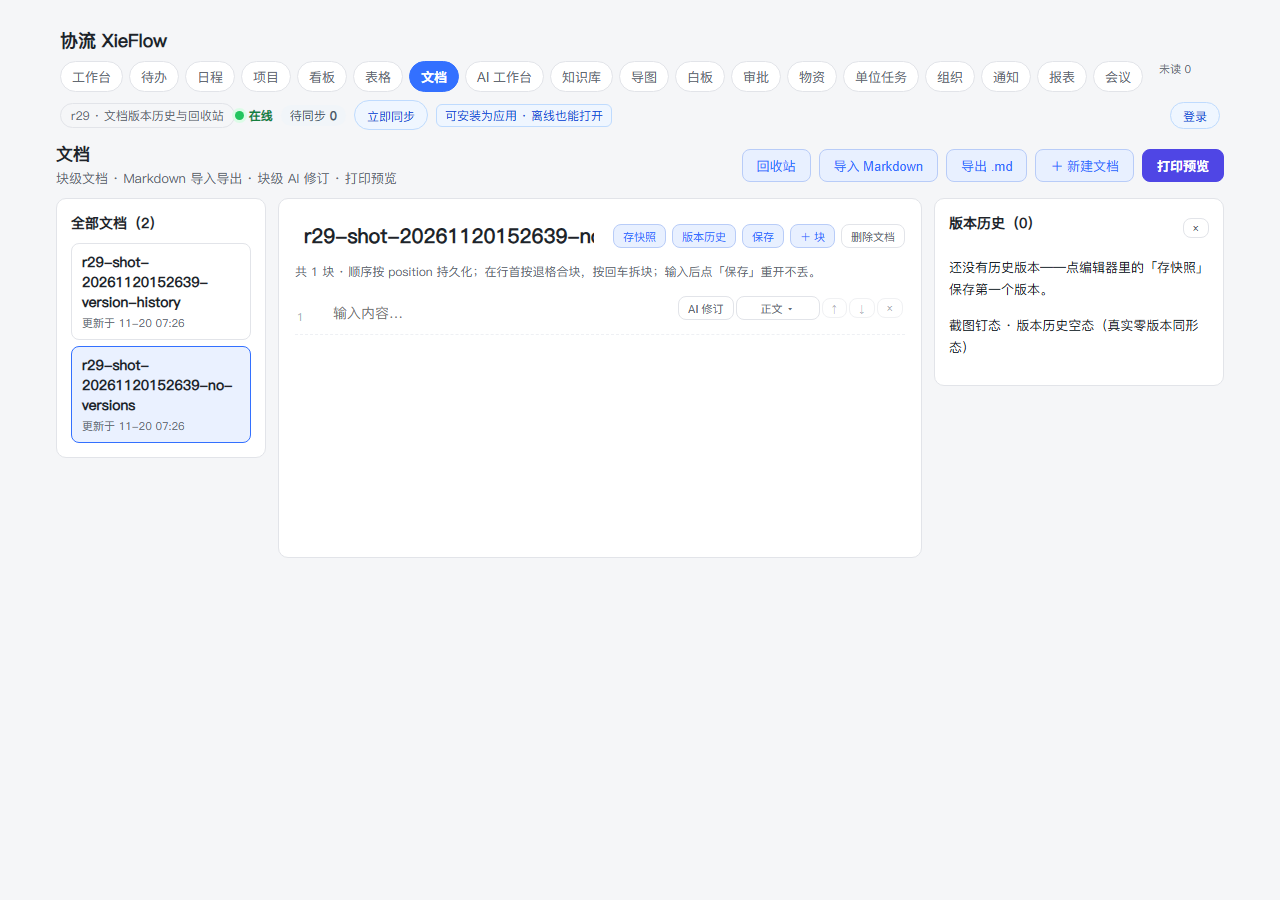 协流 XieFlow
工作台 待办 日程 项目 看板 表格 文档 AI 工作台 知识库 导图 白板 审批 物资 单位任务 组织 通知 报表 会议 未读 0
r29 · 文档版本历史与回收站 在线 待同步 0 立即同步 可安装为应用 · 离线也能打开 登录
文档
块级文档 · Markdown 导入导出 · 块级 AI 修订 · 打印预览
回收站 导入 Markdown 导出 .md ＋ 新建文档 打印预览
全部文档（2）
r29-shot-
20261120152639-
version-history
更新于 11-20 07:26
r29-shot-
20261120152639-no-
versions
更新于 11-20 07:26
r29-shot-20261120152639-no
存快照 版本历史 保存 ＋ 块 删除文档
共 1 块 · 顺序按 position 持久化；在行首按退格合块，按回车拆块；输入后点「保存」重开不丢。
1 输入内容… AI 修订 正文 ↑ ↓ ×
版本历史（0） ×
还没有历史版本——点编辑器里的「存快照」
保存第一个版本。
截图钉态 · 版本历史空态（真实零版本同形
态）